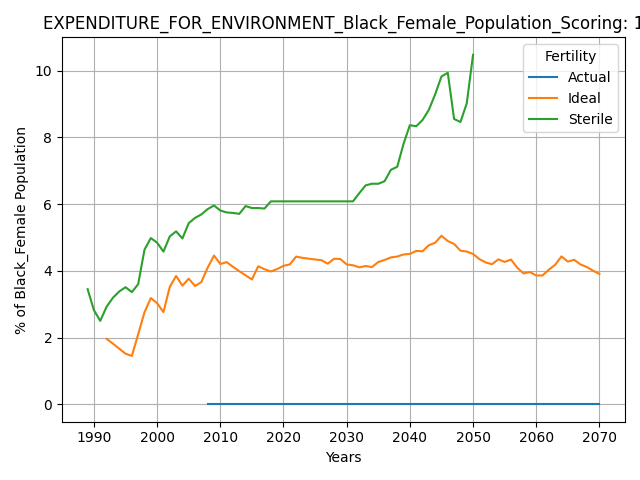 EXPENDITURE_FOR_ENVIRONMENT_Black_Female_Population_Scoring: 1
Fertility
Actual
Ideal
Sterile
% of Black_Female Population
10
8
6
4
2
0
1990 2000 2010 2020 2030 2040 2050 2060 2070
Years